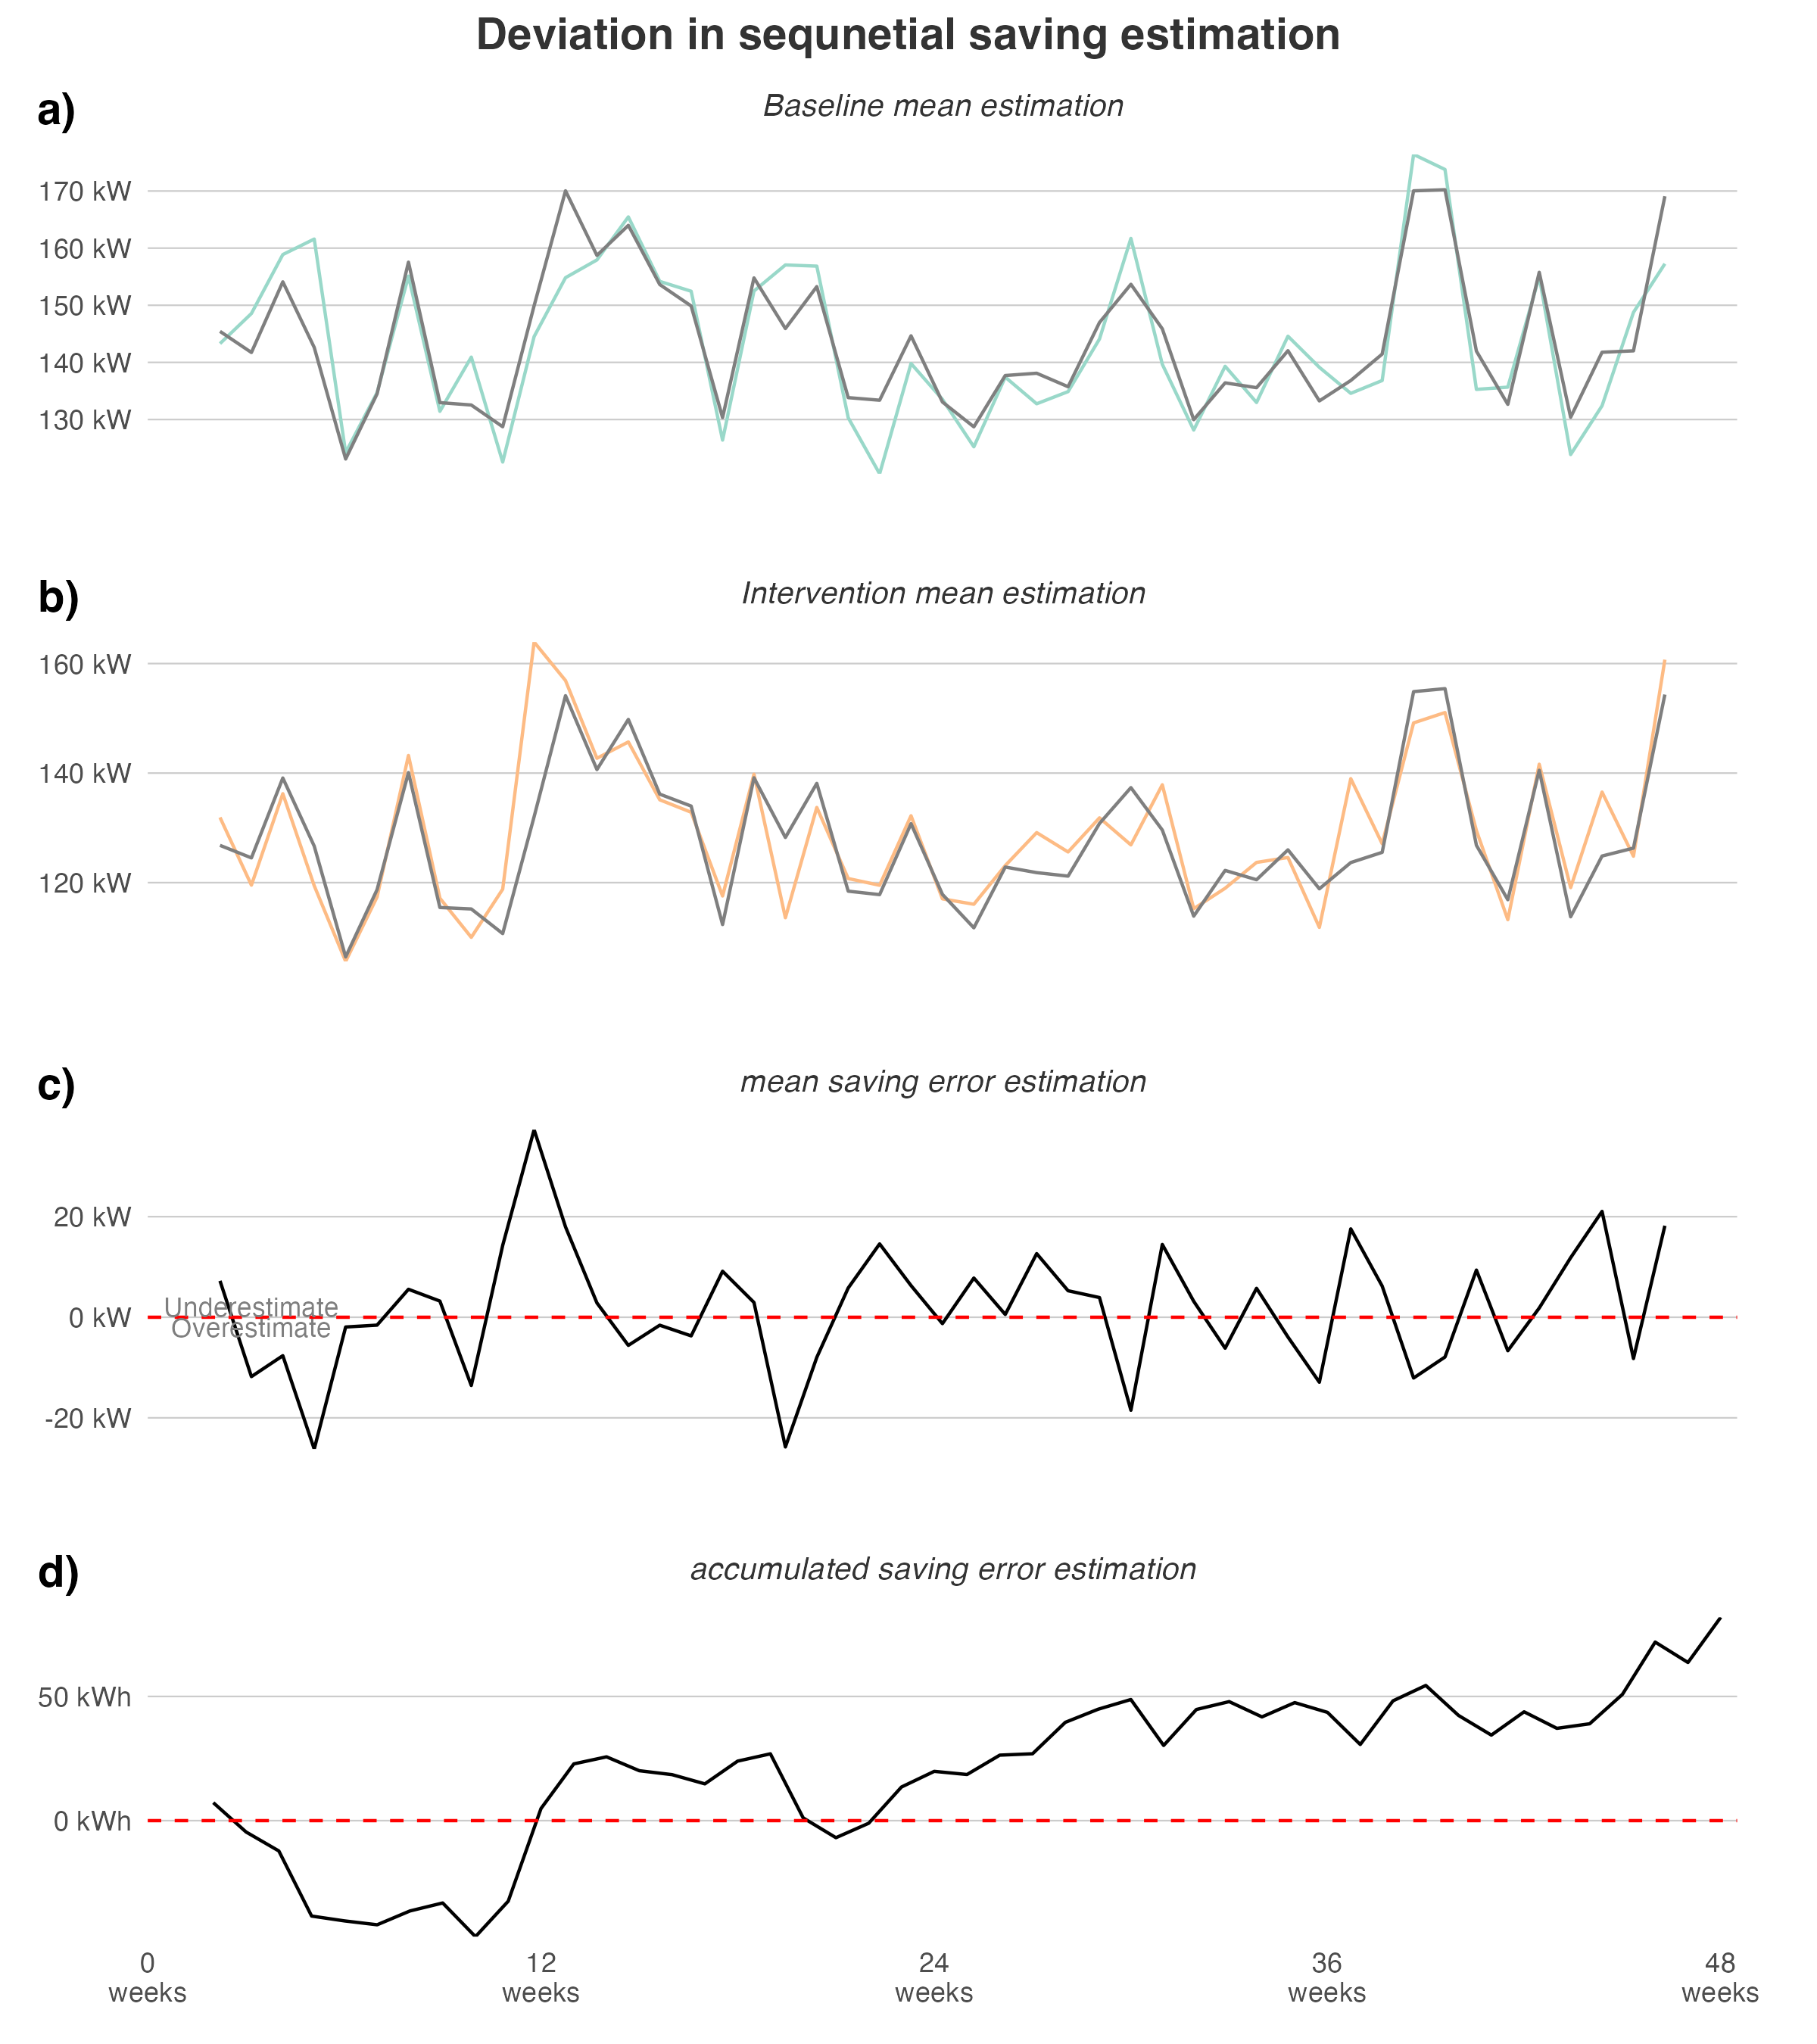 Deviation in sequnetial saving estimation
a)
Baseline mean estimation
170 kW
160 kW
150 kW
140 kW
130 kW
b)
Intervention mean estimation
160 kW
140 kW
120 kW
c)
mean saving error estimation
20 kW
Underestimate
0 kW
Overestimate
-20 kW
d)
accumulated saving error estimation
50 kWh
0 kWh
0 12 24 36 48
weeks weeks weeks weeks weeks